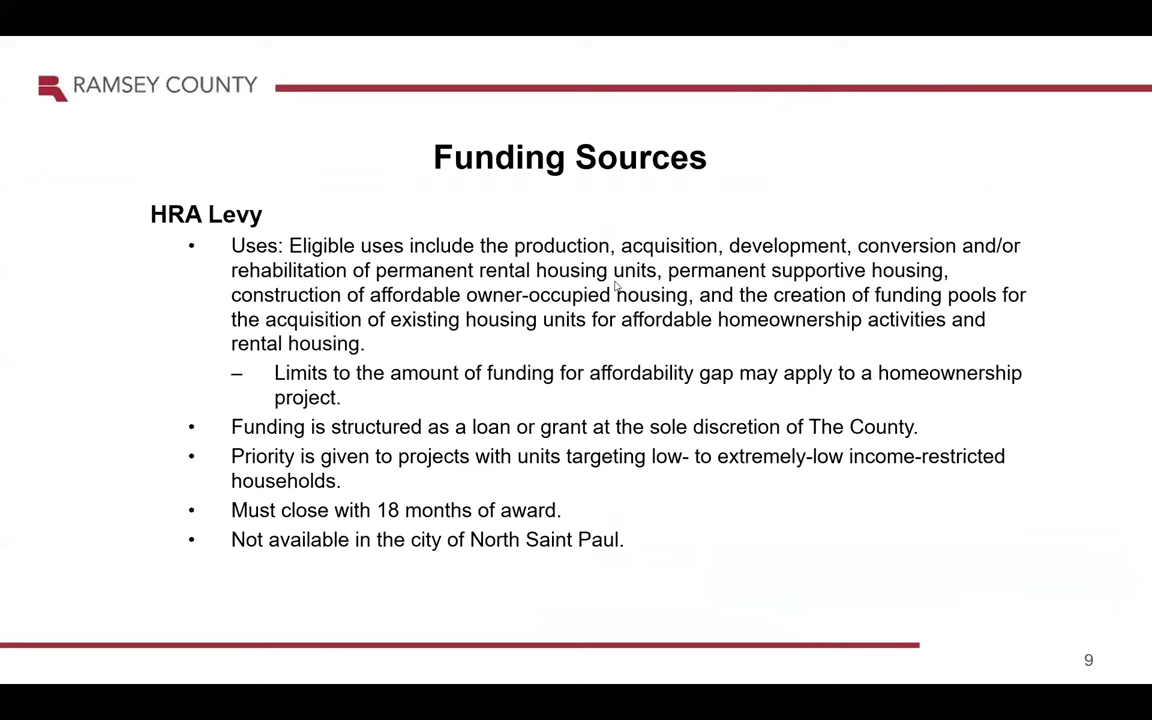 RAMSEY COUNTY
Funding Sources
HRA Levy
• Uses: Eligible uses include the production, acquisition, development, conversion and/or
rehabilitation of permanent rental housing units, permanent supportive housing,
construction of affordable owner-occupied housing, and the creation of funding pools for
the acquisition of existing housing units for affordable homeownership activities and
rental housing.
– Limits to the amount of funding for affordability gap may apply to a homeownership
project.
• Funding is structured as a loan or grant at the sole discretion of The County.
• Priority is given to projects with units targeting low- to extremely-low income-restricted
households.
• Must close with 18 months of award.
• Not available in the city of North Saint Paul.
9